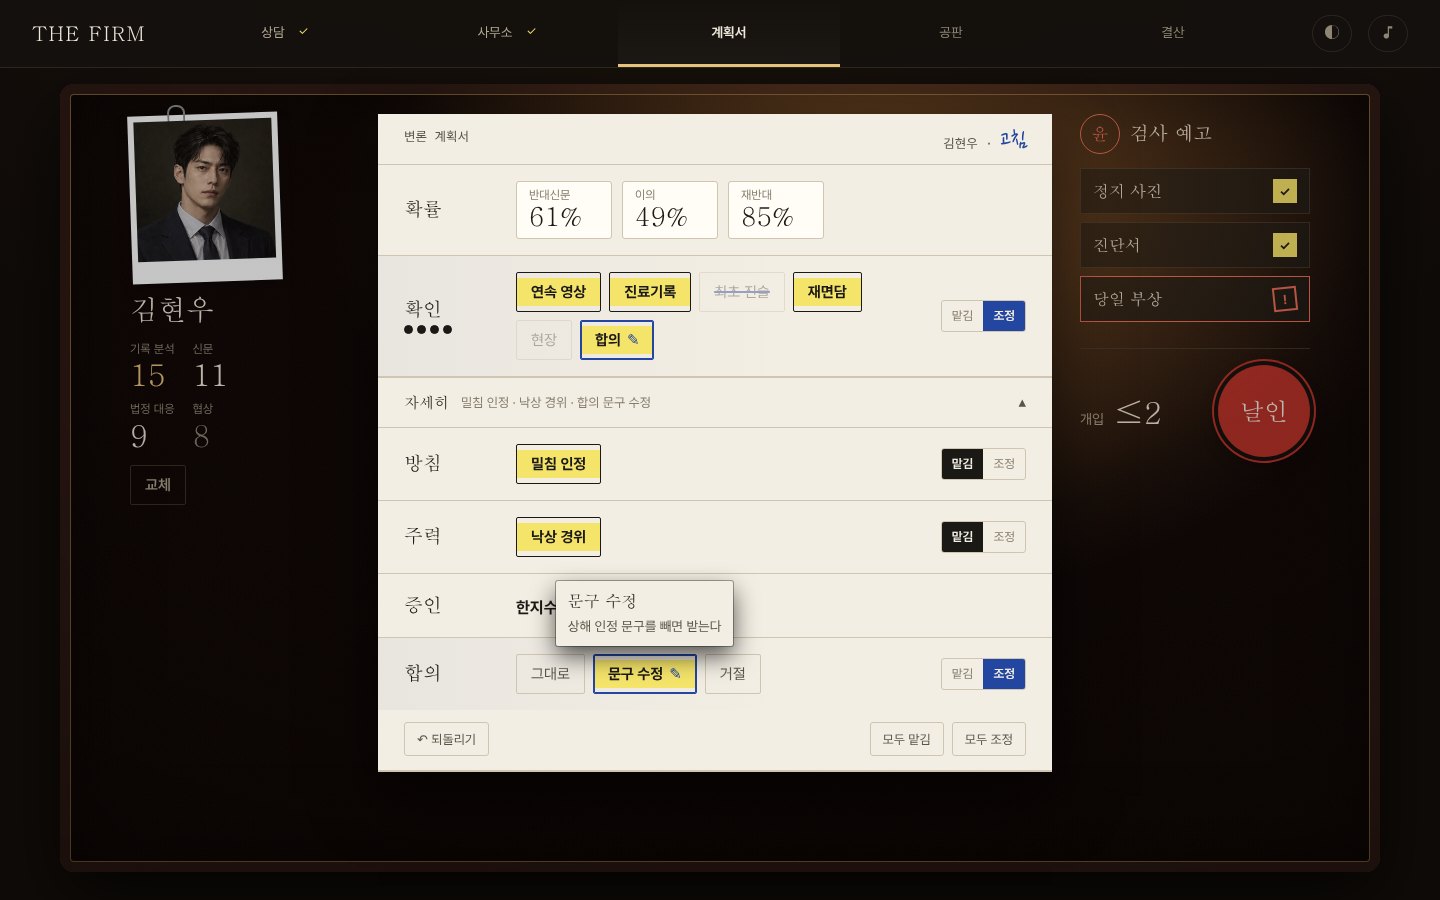 THE FIRM
상담 ✓
사무소 ✓
계획서
공판
결산
김현우
기록 분석 신문
15 11
법정 대응 협상
9 8
교체
변론 계획서
김현우 · 고침
확률
반대신문 61%
이의 49%
재반대 85%
확인
연속 영상 진료기록 최초 진술 재면담
현장 합의 ✎
맡김 조정
자세히 밀침 인정 · 낙상 경위 · 합의 문구 수정 ▲
방침 밀침 인정 맡김 조정
주력 낙상 경위 맡김 조정
증인 한지수
문구 수정
상해 인정 문구를 빼면 받는다
합의 그대로 문구 수정 ✎ 거절 맡김 조정
↶ 되돌리기 모두 맡김 모두 조정
윤 검사 예고
정지 사진 ✓
진단서 ✓
당일 부상 !
개입 ≤2
날인